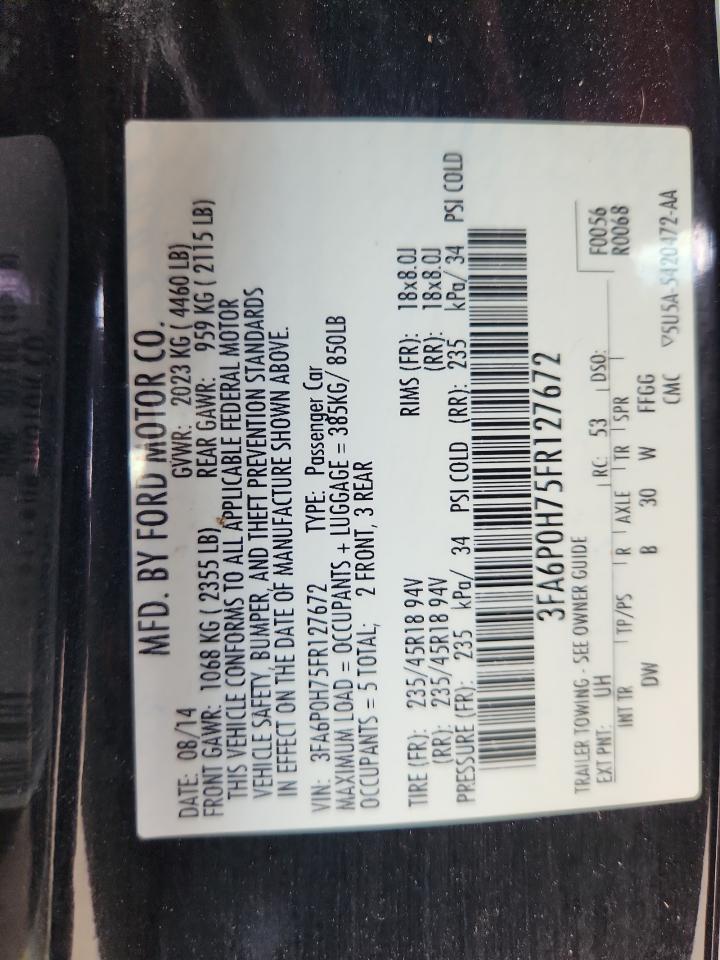 MFD. BY FORD MOTOR CO.
DATE: 08/14 GVWR: 2023 KG ( 4460 LB)
FRONT GAWR: 1068 KG ( 2355 LB) REAR GAWR: 959 KG ( 2115 LB)
THIS VEHICLE CONFORMS TO ALL APPLICABLE FEDERAL MOTOR
VEHICLE SAFETY, BUMPER, AND THEFT PREVENTION STANDARDS
IN EFFECT ON THE DATE OF MANUFACTURE SHOWN ABOVE.
VIN: 3FA6P0H75FR127672 TYPE: Passenger Car
MAXIMUM LOAD = OCCUPANTS + LUGGAGE = 385KG/ 850LB
OCCUPANTS = 5 TOTAL; 2 FRONT, 3 REAR
TIRE (FR): 235/45R18 94V RIMS (FR): 18x8.0J
(RR): 235/45R18 94V (RR): 18x8.0J
PRESSURE (FR): 235 kPa/ 34 PSI COLD (RR): 235 kPa/ 34 PSI COLD
3FA6P0H75FR127672
TRAILER TOWING - SEE OWNER GUIDE
F0056
R0068
EXT PNT: UH RC: 53 DSO:
INT TR TP/PS R AXLE TR SPR
DW B 30 W FFGG
CMC
▽5U5A-5420472-AA